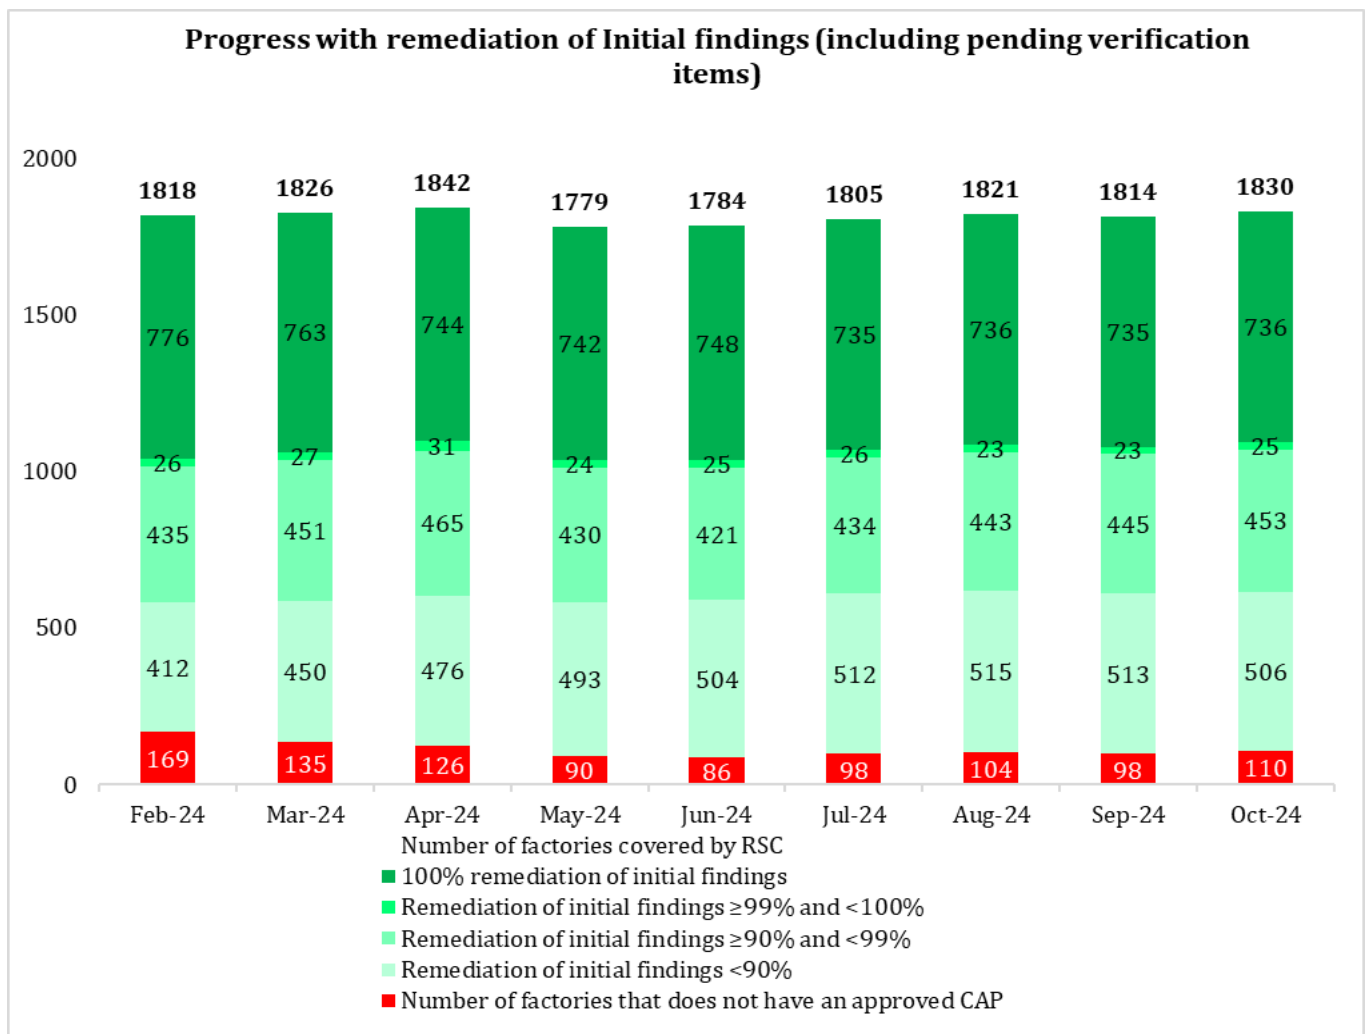 Progress with remediation of Initial findings (including pending verification
items)
2000
1818 1826 1842 1779 1784 1805 1821 1814 1830
1500
776 763 744 742 748 735 736 735 736
1000
26 27 31 24 25 26 23 23 25
435 451 465 430 421 434 443 445 453
500
412 450 476 493 504 512 515 513 506
169 135 126 90 86 98 104 98 110
0
Feb-24 Mar-24 Apr-24 May-24 Jun-24 Jul-24 Aug-24 Sep-24 Oct-24
Number of factories covered by RSC
100% remediation of initial findings
Remediation of initial findings ≥99% and <100%
Remediation of initial findings ≥90% and <99%
Remediation of initial findings <90%
Number of factories that does not have an approved CAP